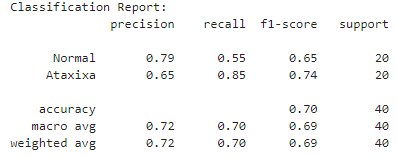 Classification Report:
precision recall f1-score support
Normal 0.79 0.55 0.65 20
Ataxixa 0.65 0.85 0.74 20
accuracy 0.70 40
macro avg 0.72 0.70 0.69 40
weighted avg 0.72 0.70 0.69 40